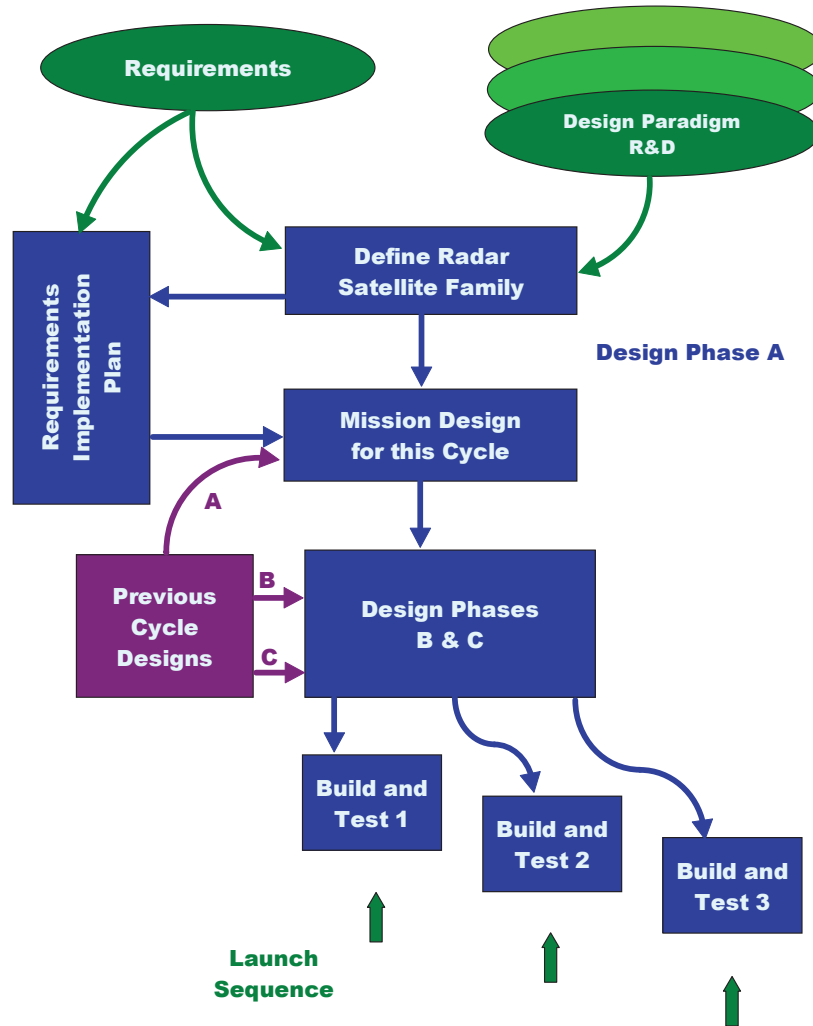 Requirements
Design Paradigm
R&D
Define Radar
Satellite Family
Requirements
Implementation
Plan
Design Phase A
Mission Design
for this Cycle
A
Previous
Cycle
Designs
B
C
Design Phases
B & C
Build and
Test 1
Build and
Test 2
Build and
Test 3
Launch
Sequence